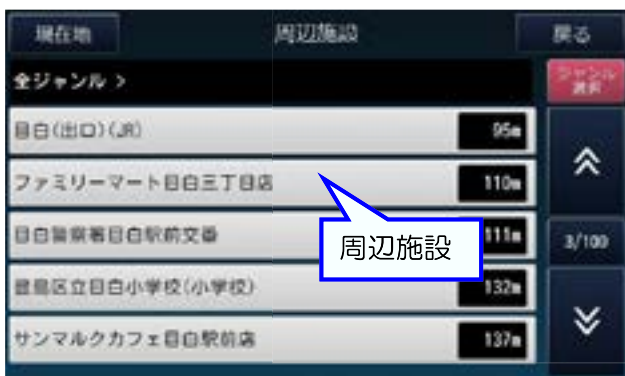 現在地
周辺施設
戻る
全ジャンル >
ジャンル
選択
目白(出口)(JR)
95m
ファミリーマート目白三丁目店
110m
目白警察署目白駅前交番
111m
周辺施設
3/100
豊島区立目白小学校(小学校)
132m
サンマルクカフェ目白駅前店
137m